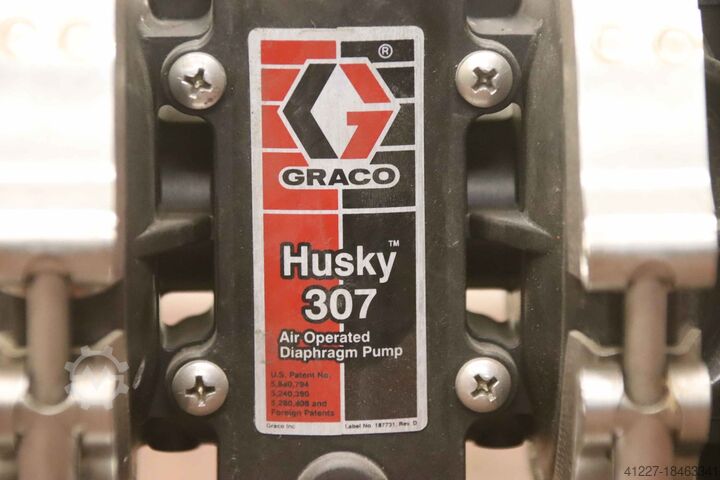 ®
GRACO
Husky™
307
Air Operated
Diaphragm Pump
U.S. Patent No.
5,240,390
and
Foreign Patents
Graco Inc
Label No. 187731, Rev. D
41227-18463341